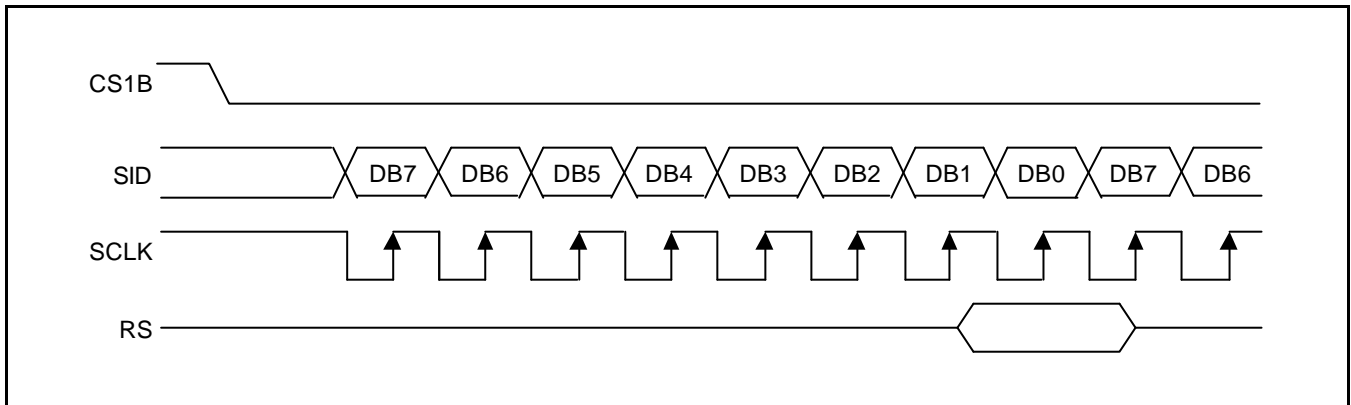 CS1B
SID DB7 DB6 DB5 DB4 DB3 DB2 DB1 DB0 DB7 DB6
SCLK
RS